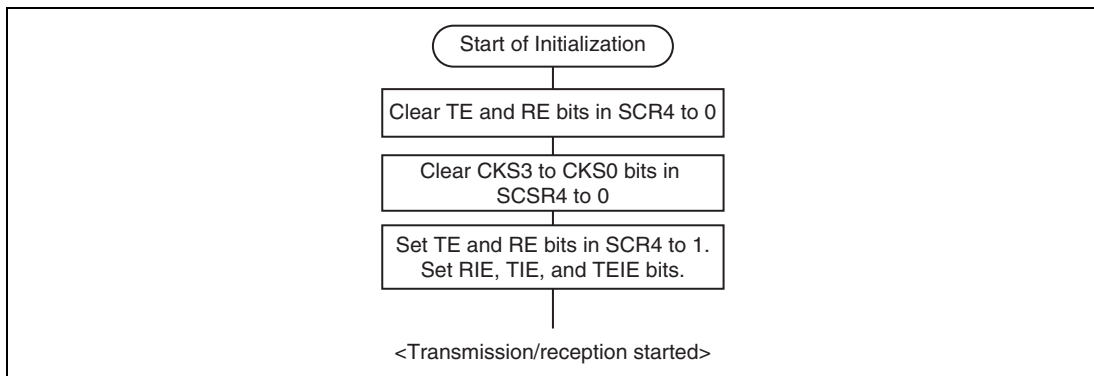 Start of Initialization
Clear TE and RE bits in SCR4 to 0
Clear CKS3 to CKS0 bits in
SCSR4 to 0
Set TE and RE bits in SCR4 to 1.
Set RIE, TIE, and TEIE bits.
<Transmission/reception started>